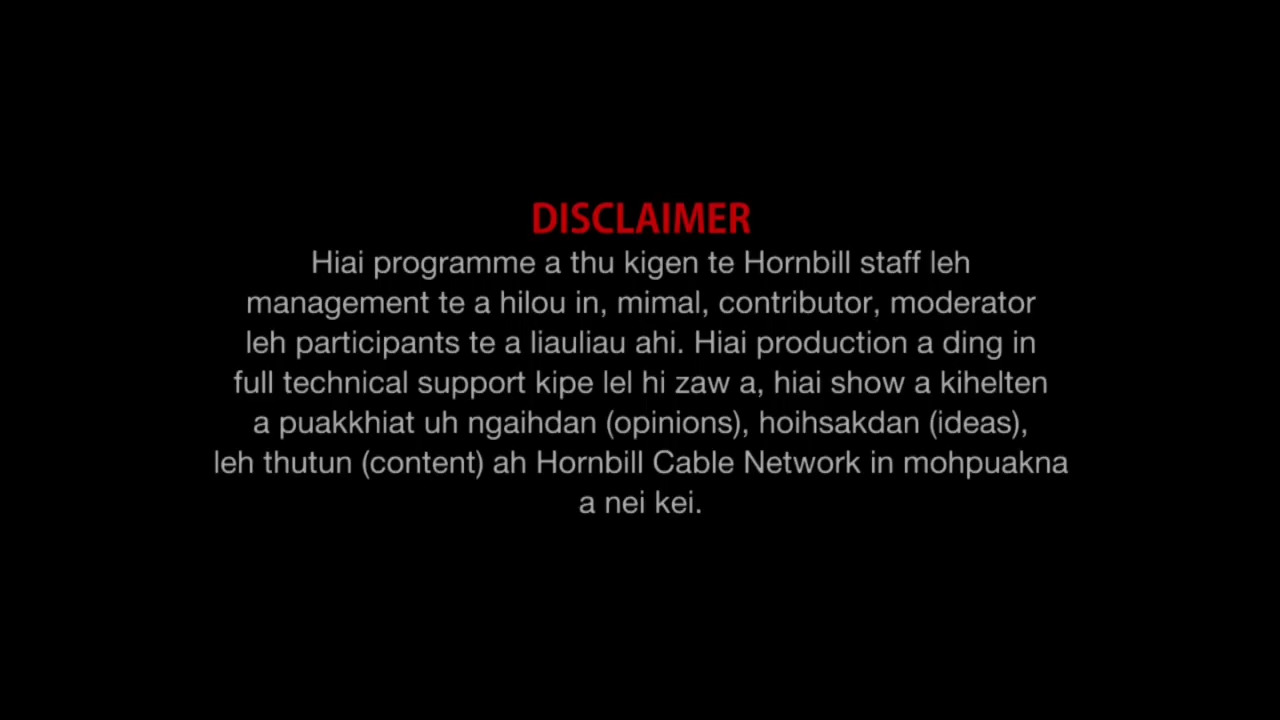 DISCLAIMER
Hiai programme a thu kigen te Hornbill staff leh
management te a hilou in, mimal, contributor, moderator
leh participants te a liauliau ahi. Hiai production a ding in
full technical support kipe lel hi zaw a, hiai show a kihelten
a puakkhiat uh ngaihdan (opinions), hoihsakdan (ideas),
leh thutun (content) ah Hornbill Cable Network in mohpuakna
a nei kei.